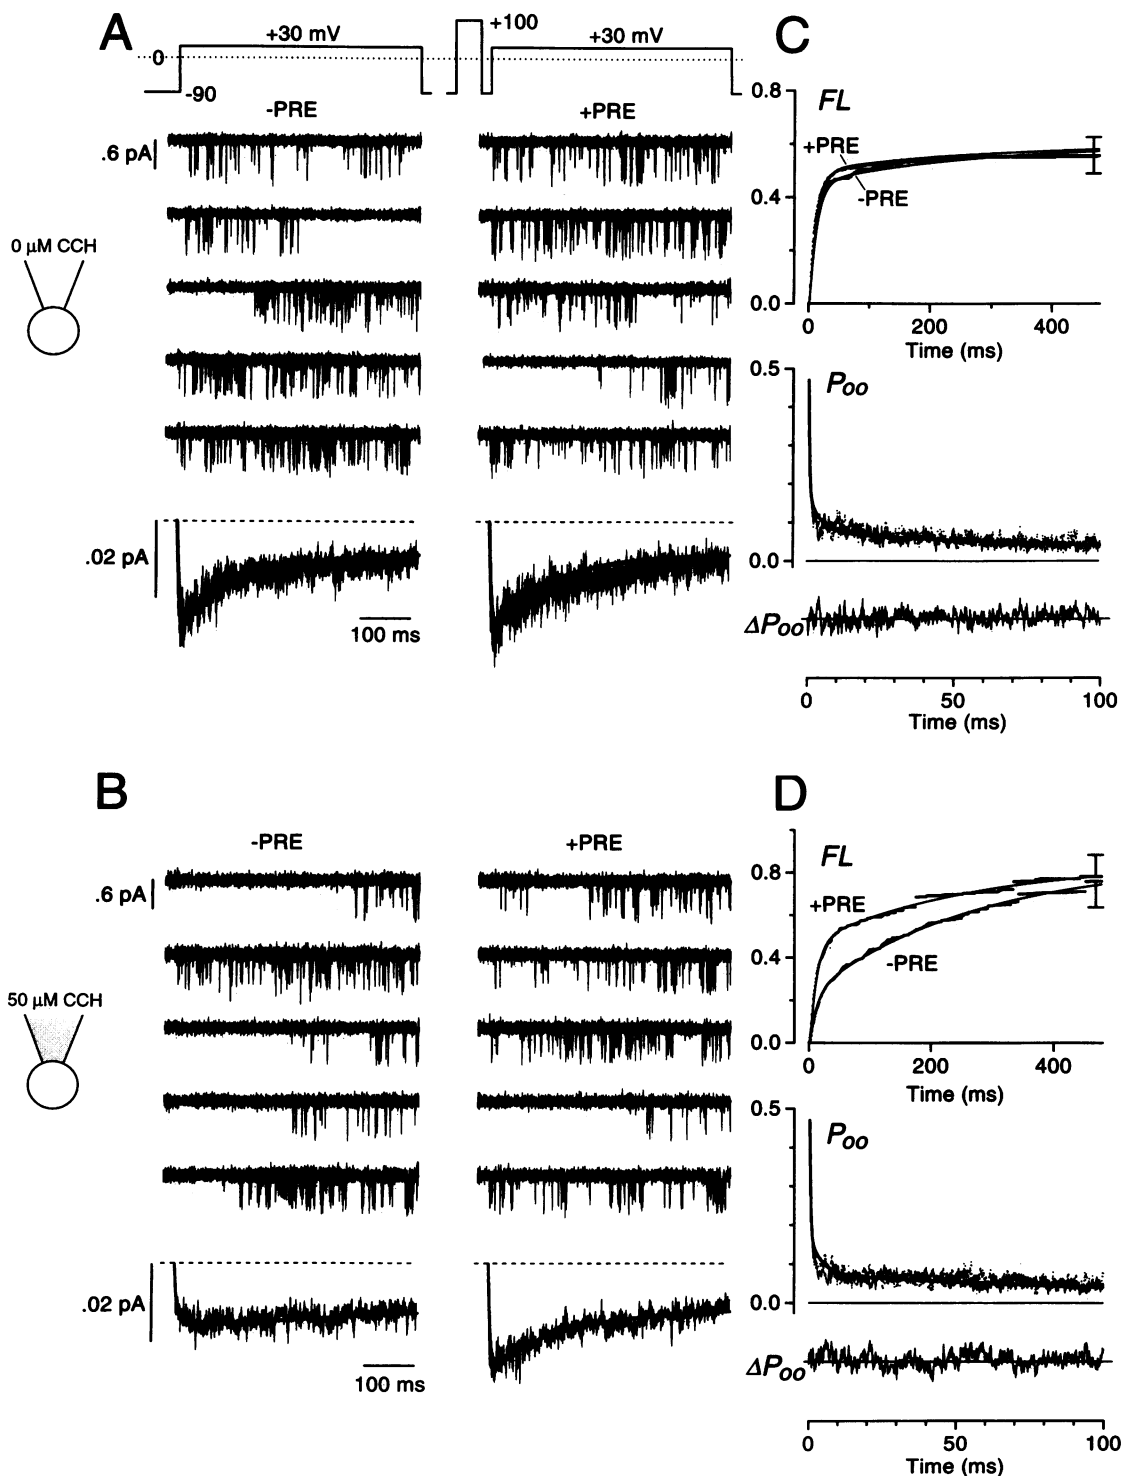 A
+30 mV
+100
+30 mV
0
-90
-PRE
+PRE
.6 pA
0 µM CCH
.02 pA
100 ms
C
0.8
FL
+PRE
0.4
-PRE
0.0
0
200
400
Time (ms)
0.5
Poo
0.0
ΔPoo
0
50
100
Time (ms)
B
-PRE
+PRE
.6 pA
50 µM CCH
.02 pA
100 ms
D
FL
0.8
+PRE
0.4
-PRE
0.0
0
200
400
Time (ms)
0.5
Poo
0.0
ΔPoo
0
50
100
Time (ms)